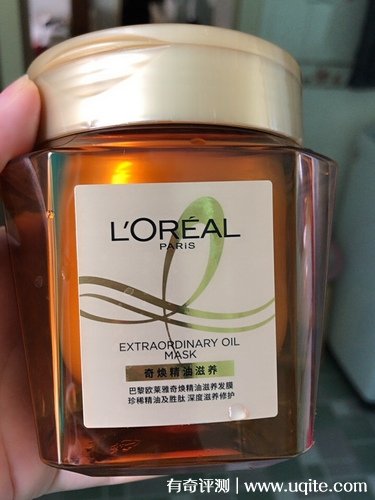 L'ORÉAL
PARIS
EXTRAORDINARY OIL
MASK
奇焕精油滋养
巴黎欧莱雅奇焕精油滋养发膜
珍稀精油及胜肽 深度滋养修护
有奇评测 | www.uqite.com